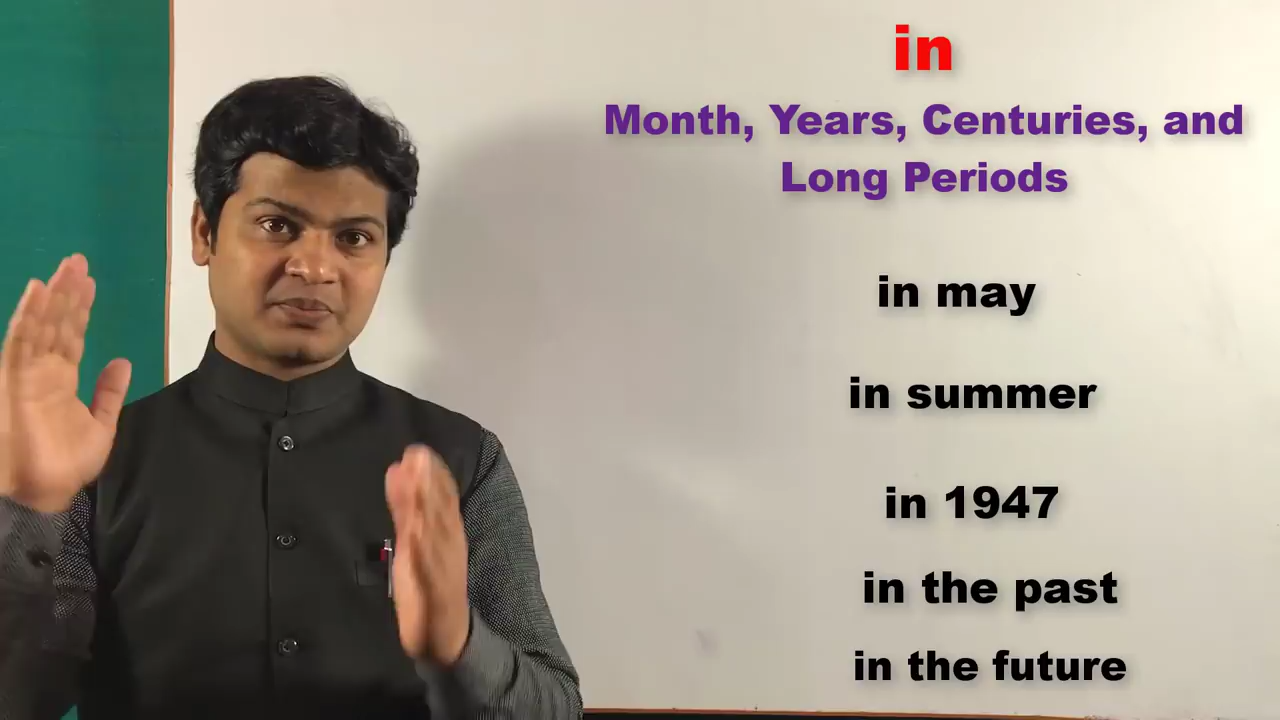 in
Month, Years, Centuries, and
Long Periods
in may
in summer
in 1947
in the past
in the future